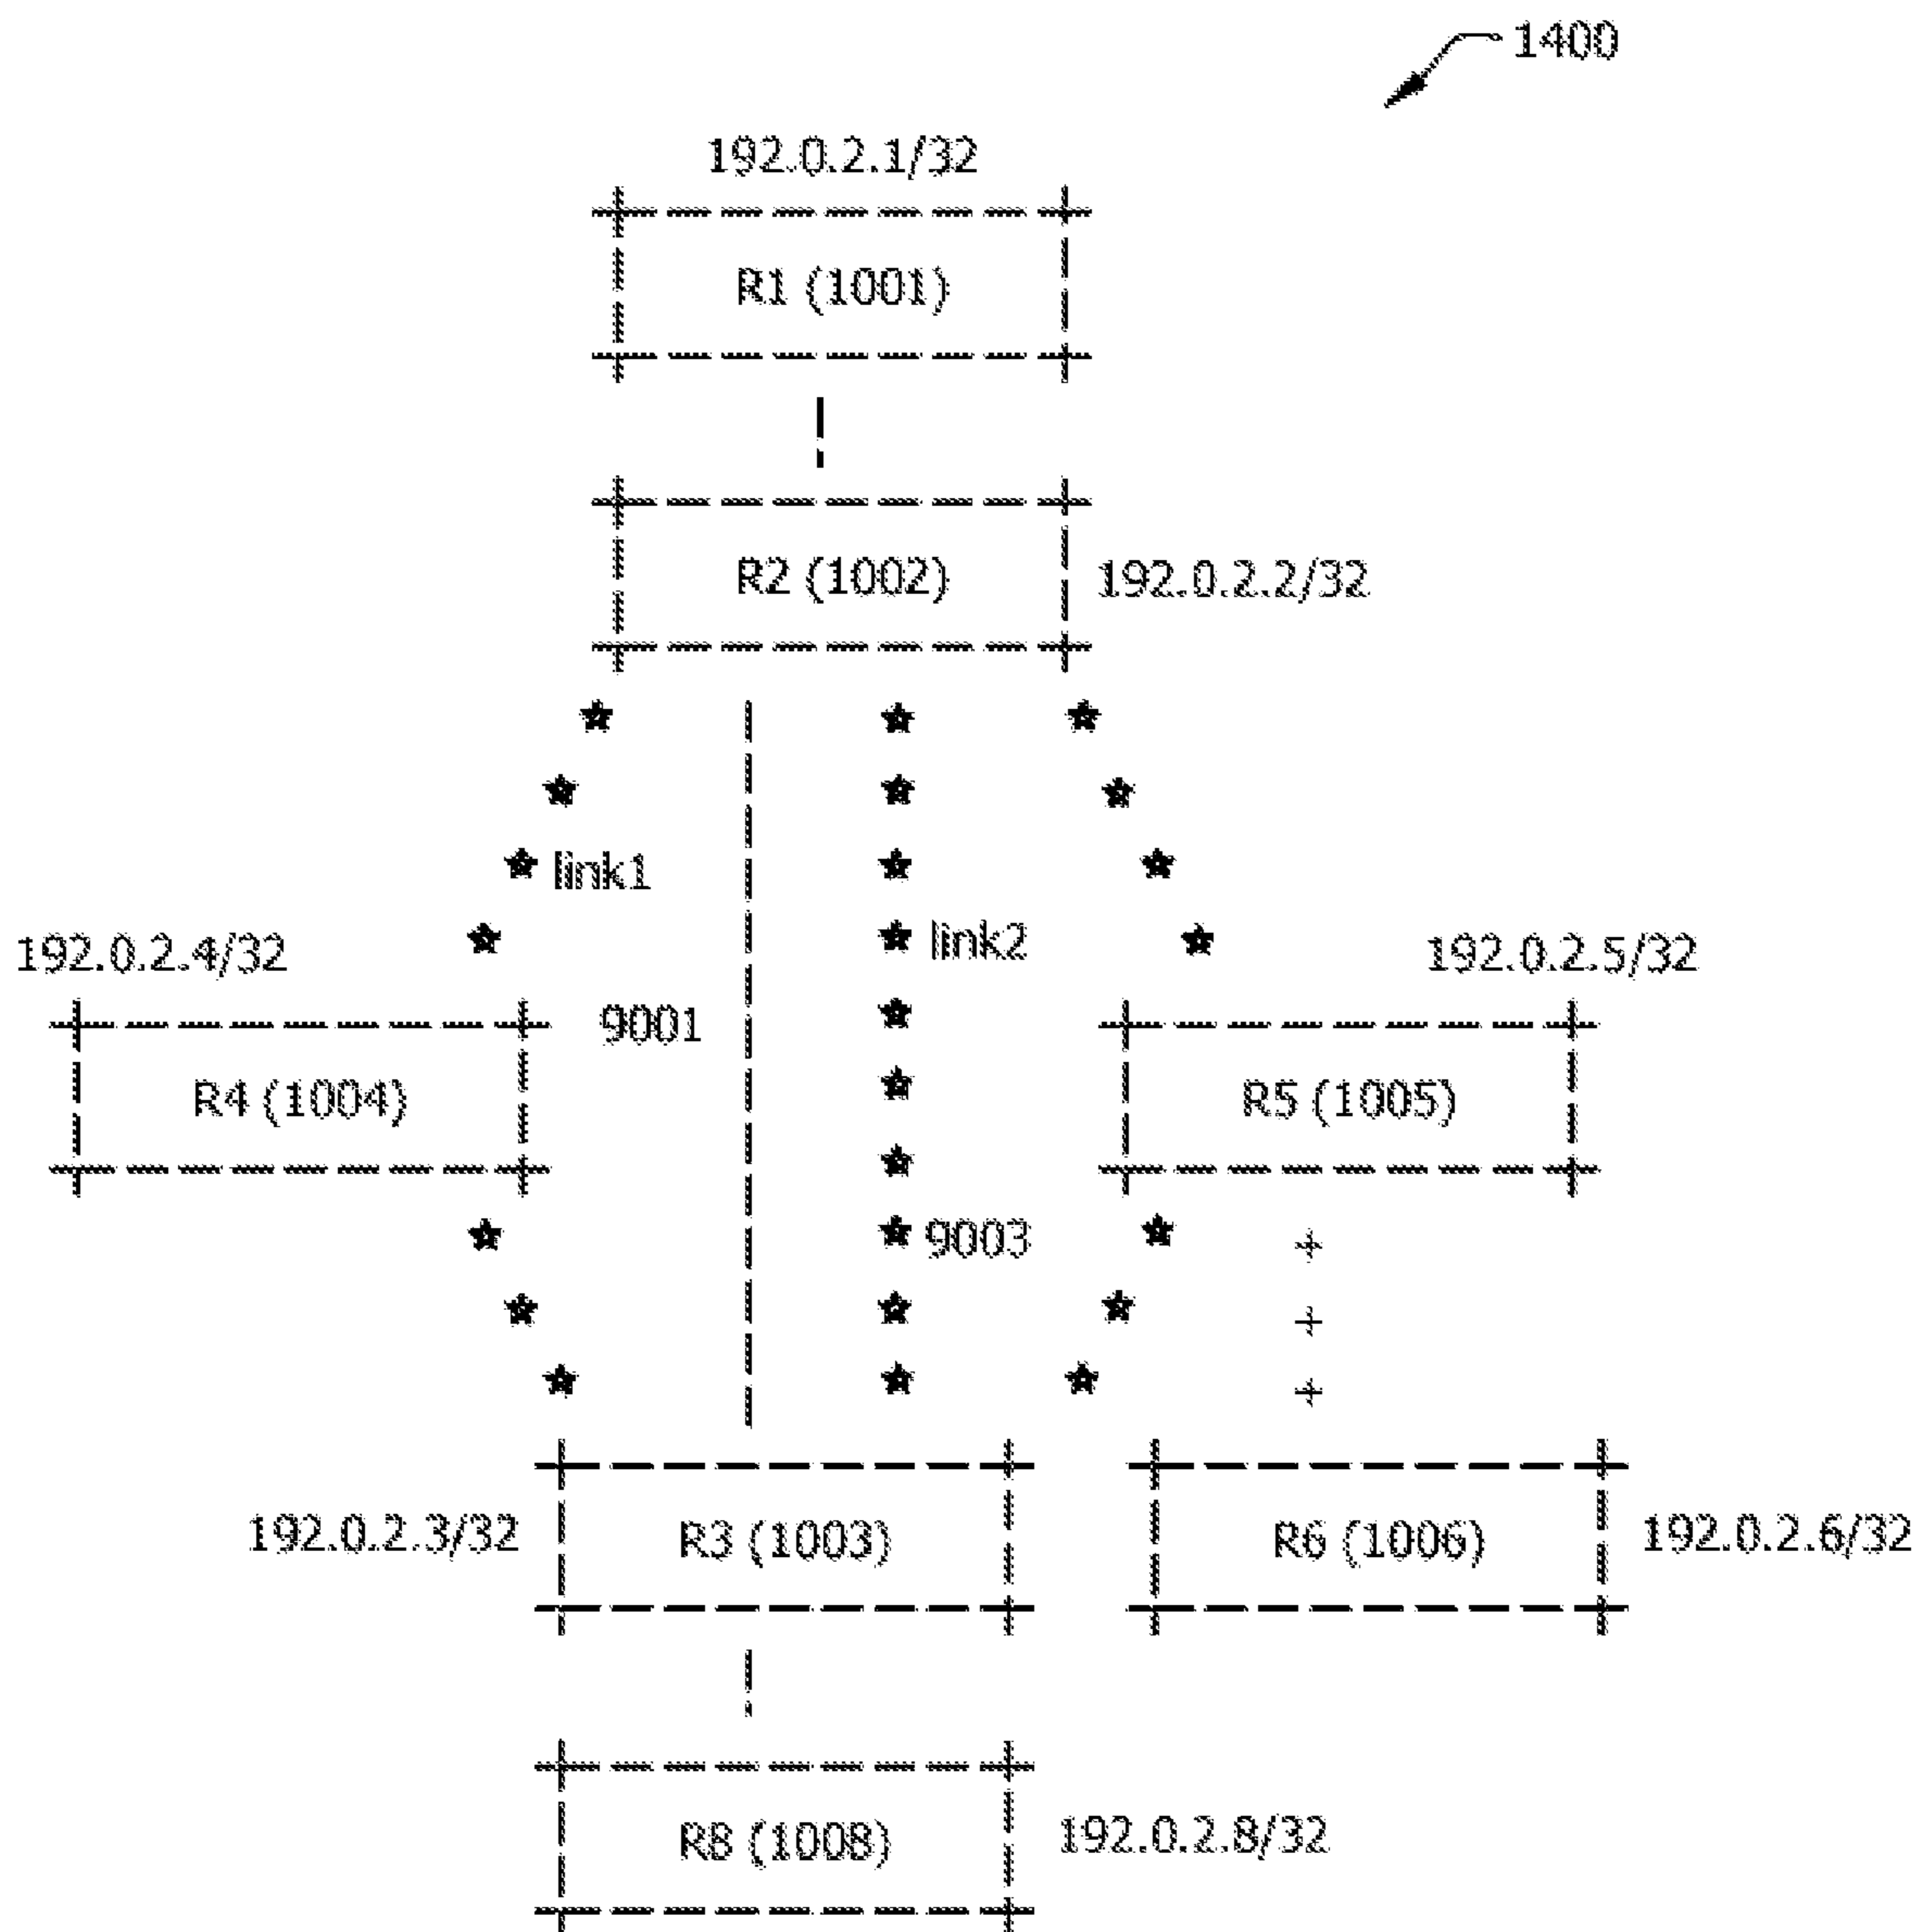 1400
192.0.2.1/32
R1 (1001)
R2 (1002)
192.0.2.2/32
link1
link2
192.0.2.4/32
192.0.2.5/32
9001
R4 (1004)
R5 (1005)
9003
192.0.2.3/32
R3 (1003)
R6 (1006)
192.0.2.6/32
R8 (1008)
192.0.2.8/32